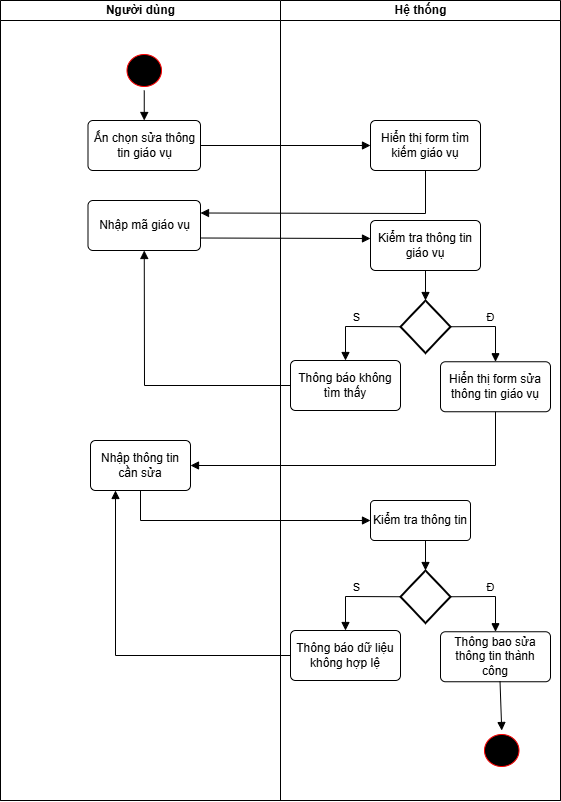 Người dùng
Hệ thống
Ấn chọn sửa thông
tin giáo vụ
Hiển thị form tìm
kiếm giáo vụ
Nhập mã giáo vụ
Kiểm tra thông tin
giáo vụ
S
Đ
Thông báo không
tìm thấy
Hiển thị form sửa
thông tin giáo vụ
Nhập thông tin
cần sửa
Kiểm tra thông tin
S
Đ
Thông báo dữ liệu
không hợp lệ
Thông bao sửa
thông tin thành
công